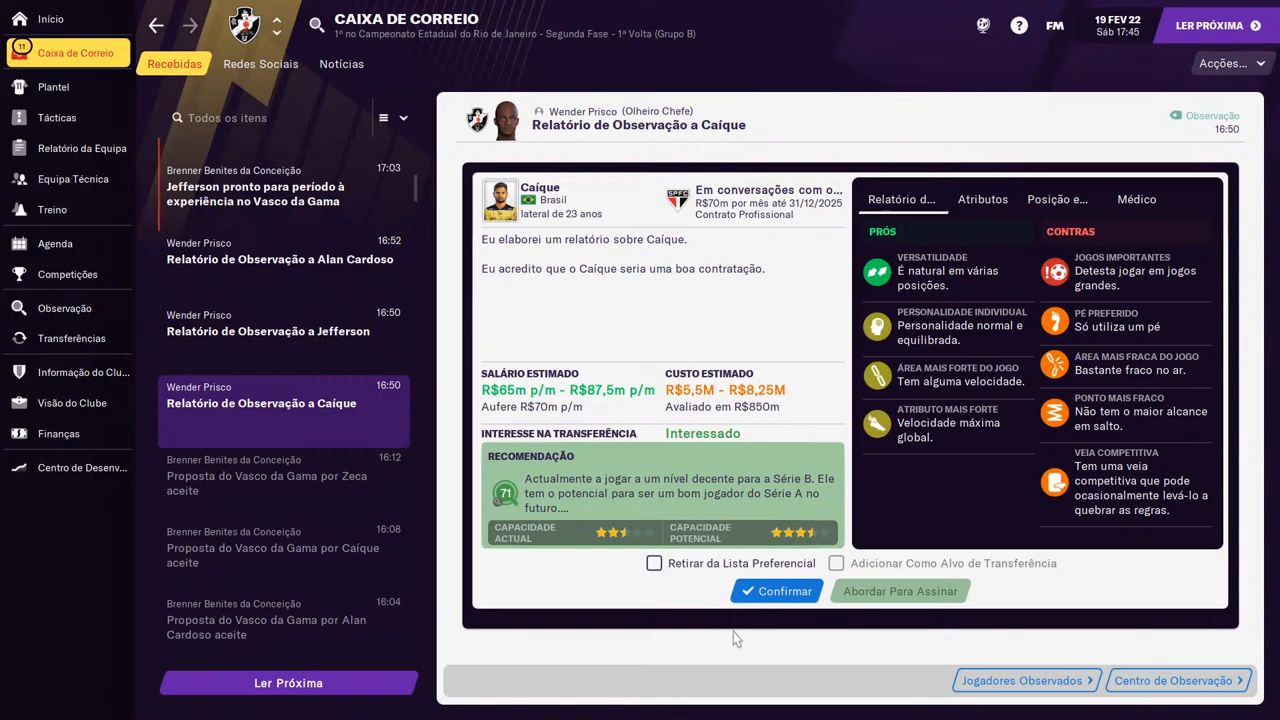 CAIXA DE CORREIO
1º no Campeonato Estadual do Rio de Janeiro - Segunda Fase - 1ª Volta (Grupo B)
FM
19 FEV 22
Sáb 17:45
LER PRÓXIMA
Início
11
Caixa de Correio
Plantel
Tácticas
Relatório da Equipa
Equipa Técnica
Treino
Agenda
Competições
Observação
Transferências
Informação do Clu...
Visão do Clube
Finanças
Centro de Desenv...
Recebidas
Redes Sociais
Notícias
Acções...
Todos os itens
Brenner Benites da Conceição
17:03
Jefferson pronto para período à
experiência no Vasco da Gama
Wender Prisco
16:52
Relatório de Observação a Alan Cardoso
Wender Prisco
16:50
Relatório de Observação a Jefferson
Wender Prisco
16:50
Relatório de Observação a Caíque
Brenner Benites da Conceição
16:12
Proposta do Vasco da Gama por Zeca
aceite
Brenner Benites da Conceição
16:08
Proposta do Vasco da Gama por Caíque
aceite
Brenner Benites da Conceição
16:04
Proposta do Vasco da Gama por Alan
Cardoso aceite
Ler Próxima
Wender Prisco (Olheiro Chefe)
Relatório de Observação a Caíque
Observação
16:50
Caíque
Brasil
lateral de 23 anos
SPFC
Em conversações com o...
R$70m por mês até 31/12/2025
Contrato Profissional
Eu elaborei um relatório sobre Caíque.
Eu acredito que o Caíque seria uma boa contratação.
SALÁRIO ESTIMADO
R$65m p/m - R$87,5m p/m
Aufere R$70m p/m
CUSTO ESTIMADO
R$5,5M - R$8,25M
Avaliado em R$850m
INTERESSE NA TRANSFERÊNCIA
Interessado
RECOMENDAÇÃO
71
Actualmente a jogar a um nível decente para a Série B. Ele
tem o potencial para ser um bom jogador do Série A no
futuro....
CAPACIDADE
ACTUAL
CAPACIDADE
POTENCIAL
Relatório d...
Atributos
Posição e...
Médico
PRÓS
VERSATILIDADE
É natural em várias
posições.
PERSONALIDADE INDIVIDUAL
Personalidade normal e
equilibrada.
ÁREA MAIS FORTE DO JOGO
Tem alguma velocidade.
ATRIBUTO MAIS FORTE
Velocidade máxima
global.
CONTRAS
JOGOS IMPORTANTES
Detesta jogar em jogos
grandes.
PÉ PREFERIDO
Só utiliza um pé
ÁREA MAIS FRACA DO JOGO
Bastante fraco no ar.
PONTO MAIS FRACO
Não tem o maior alcance
em salto.
VEIA COMPETITIVA
Tem uma veia
competitiva que pode
ocasionalmente levá-lo a
quebrar as regras.
Retirar da Lista Preferencial
Adicionar Como Alvo de Transferência
Confirmar
Abordar Para Assinar
Jogadores Observados
Centro de Observação